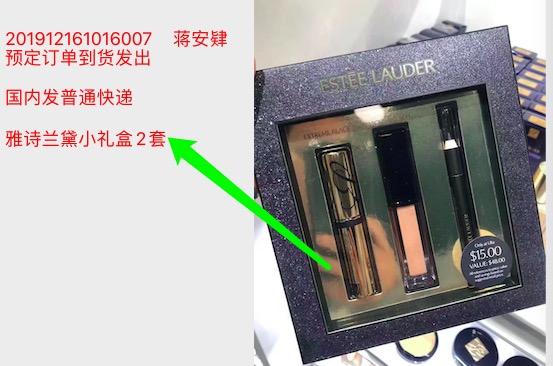 201912161016007 蒋安肄
预定订单到货发出
国内发普通快递
雅诗兰黛小礼盒2套
ESTÉE LAUDER
Only at Ulta
$15.00
VALUE: $48.00